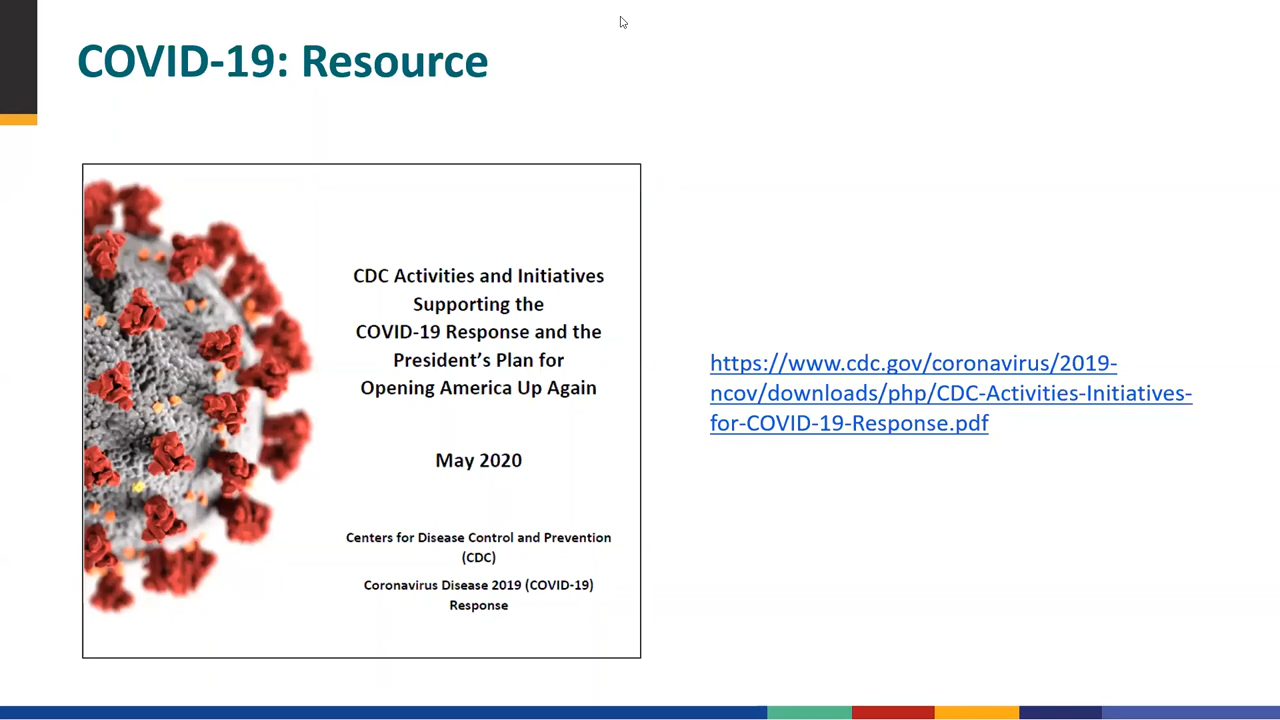 COVID-19: Resource
CDC Activities and Initiatives
Supporting the
COVID-19 Response and the
President's Plan for
Opening America Up Again
May 2020
Centers for Disease Control and Prevention
(CDC)
Coronavirus Disease 2019 (COVID-19)
Response
https://www.cdc.gov/coronavirus/2019-
ncov/downloads/php/CDC-Activities-Initiatives-
for-COVID-19-Response.pdf